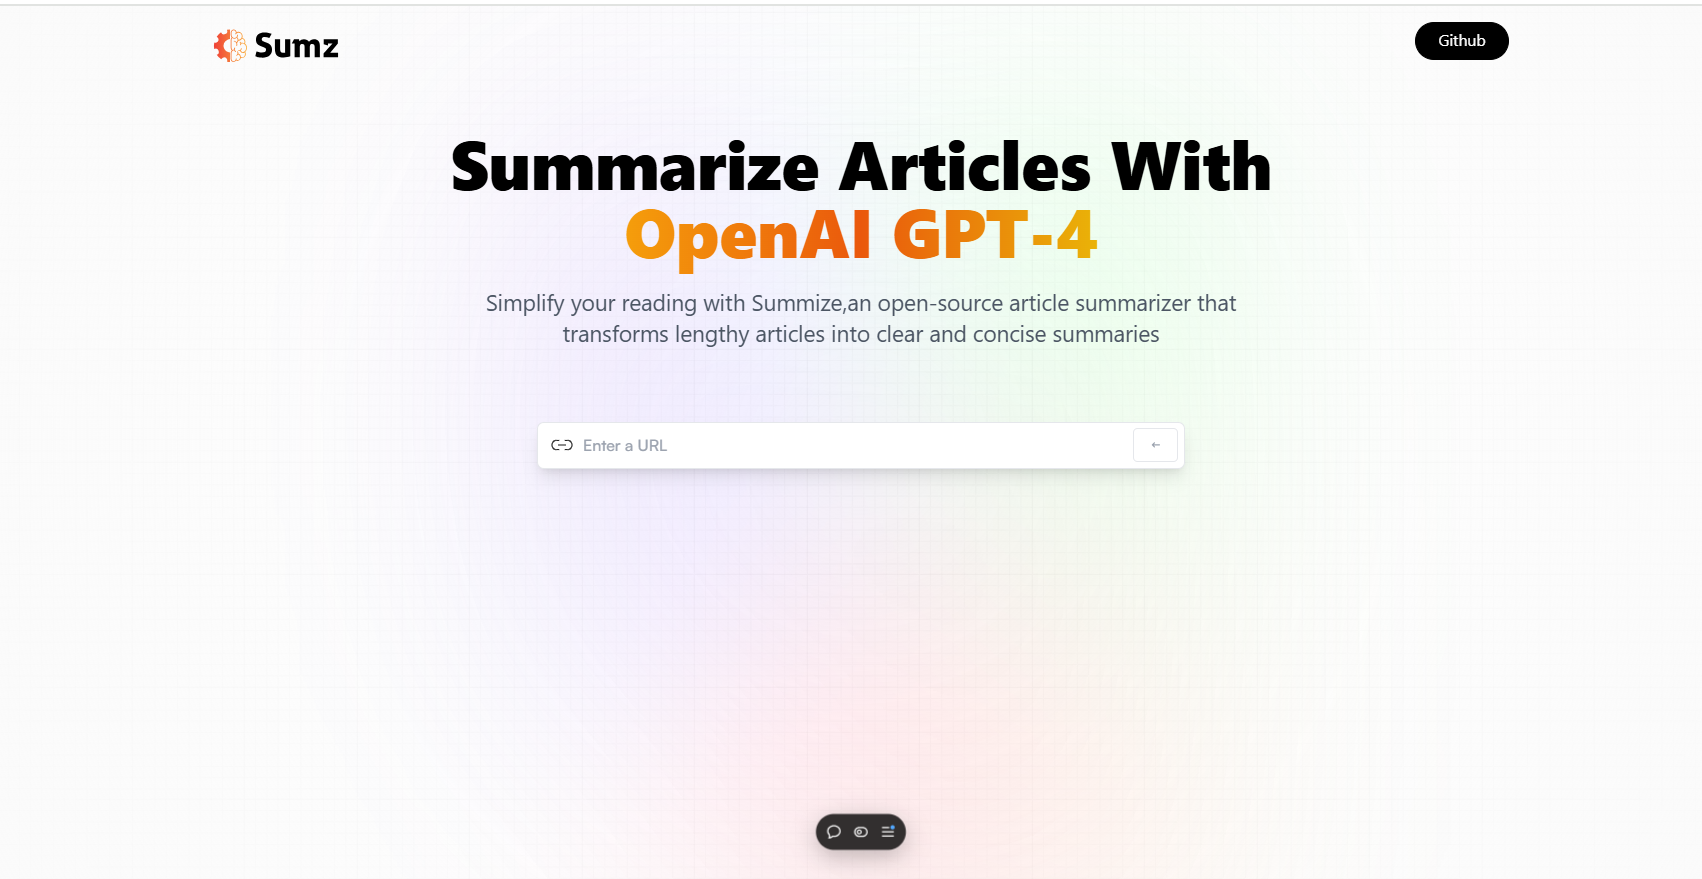 Sumz
Github
Summarize Articles With
OpenAI GPT-4
Simplify your reading with Summize,an open-source article summarizer that
transforms lengthy articles into clear and concise summaries
Enter a URL